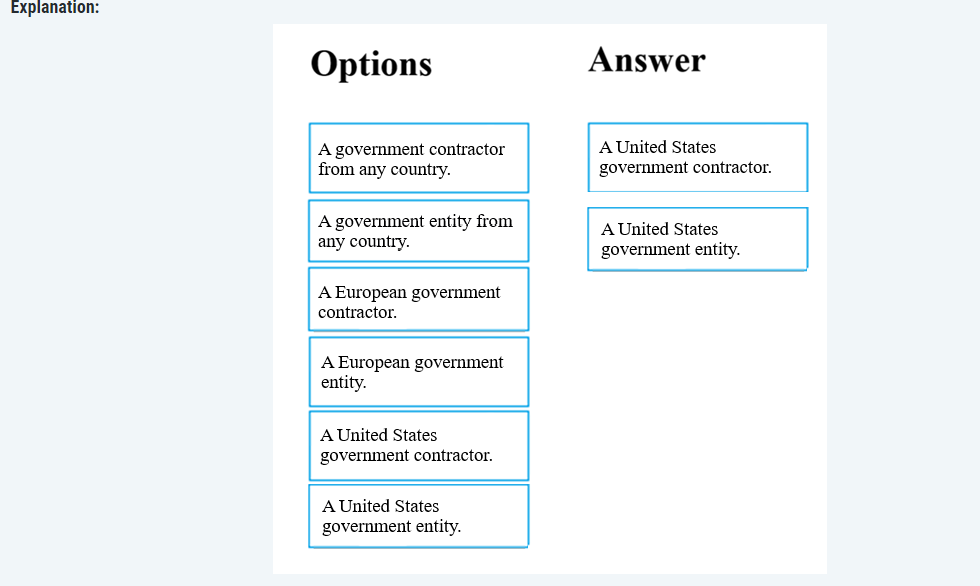 Explanation:
Options
Answer
A government contractor
from any country.
A government entity from
any country.
A European government
contractor.
A European government
entity.
A United States
government contractor.
A United States
government entity.
A United States
government contractor.
A United States
government entity.